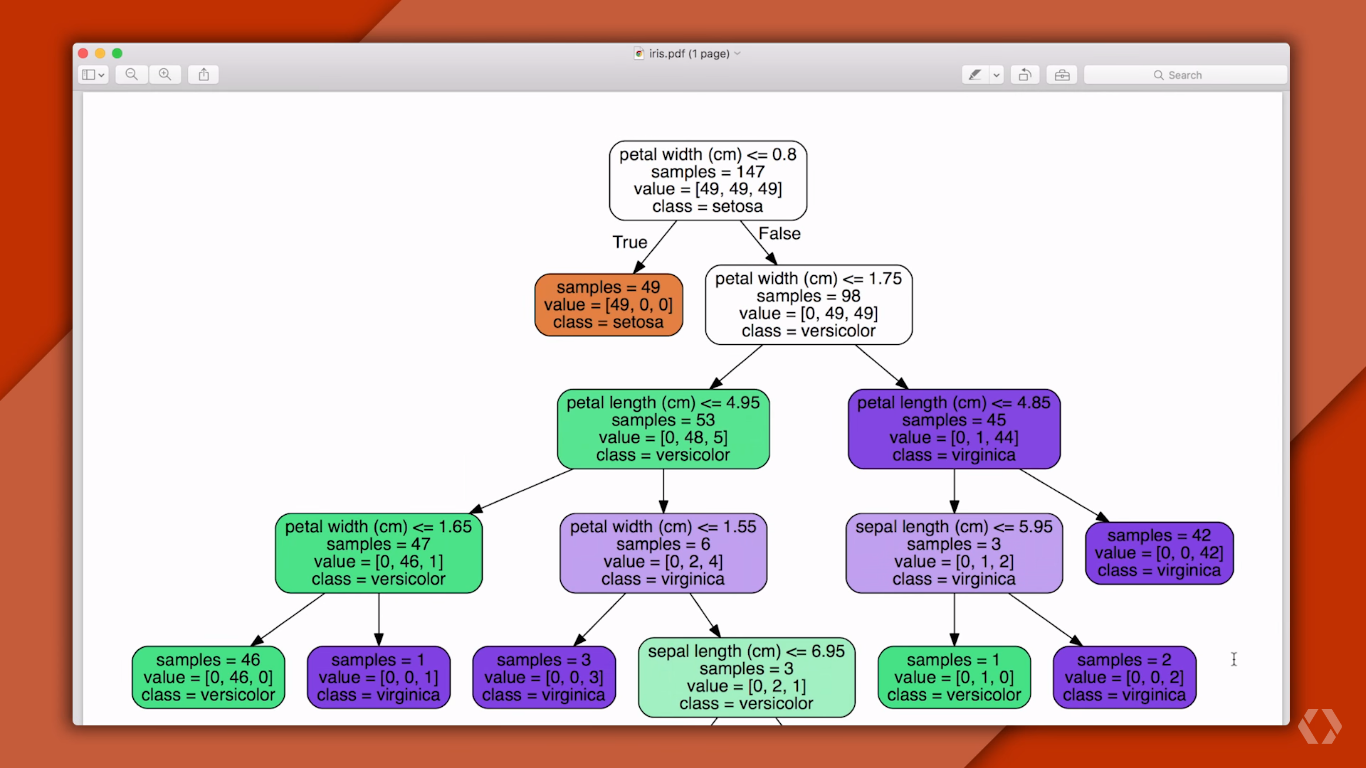 iris.pdf (1 page)
Search
petal width (cm) <= 0.8
samples = 147
value = [49, 49, 49]
class = setosa
True
False
samples = 49
value = [49, 0, 0]
class = setosa
petal width (cm) <= 1.75
samples = 98
value = [0, 49, 49]
class = versicolor
petal length (cm) <= 4.95
samples = 53
value = [0, 48, 5]
class = versicolor
petal length (cm) <= 4.85
samples = 45
value = [0, 1, 44]
class = virginica
petal width (cm) <= 1.65
samples = 47
value = [0, 46, 1]
class = versicolor
petal width (cm) <= 1.55
samples = 6
value = [0, 2, 4]
class = virginica
sepal length (cm) <= 5.95
samples = 3
value = [0, 1, 2]
class = virginica
samples = 42
value = [0, 0, 42]
class = virginica
samples = 46
value = [0, 46, 0]
class = versicolor
samples = 1
value = [0, 0, 1]
class = virginica
samples = 3
value = [0, 0, 3]
class = virginica
sepal length (cm) <= 6.95
samples = 3
value = [0, 2, 1]
class = versicolor
samples = 1
value = [0, 1, 0]
class = versicolor
samples = 2
value = [0, 0, 2]
class = virginica